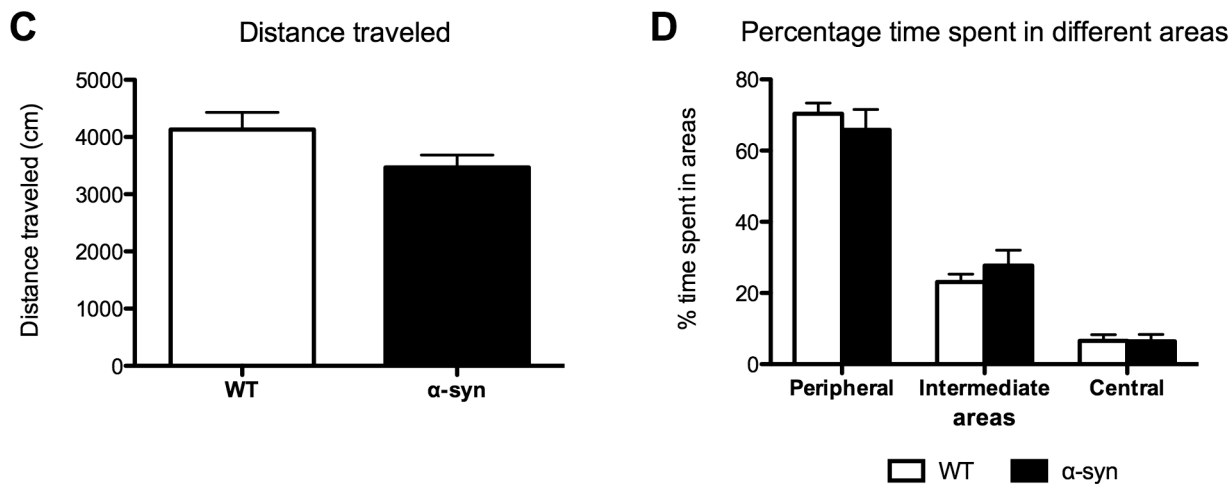 C
Distance traveled
Distance traveled (cm)
5000
4000
3000
2000
1000
0
WT
α-syn
D
Percentage time spent in different areas
% time spent in areas
80
60
40
20
0
Peripheral
Intermediate
Central
areas
WT
α-syn